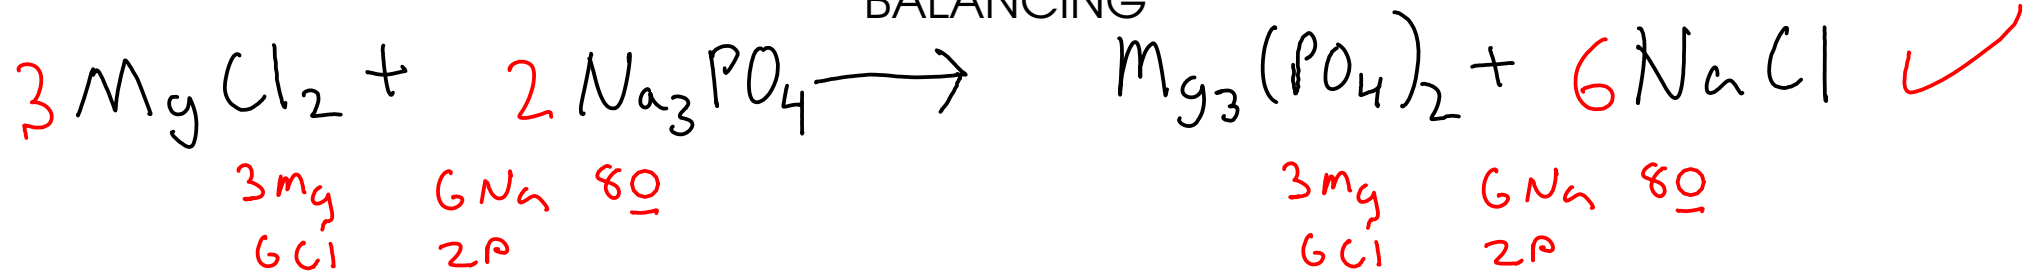 BALANCING
3 MgCl₂ + 2 Na₃PO₄ → Mg₃(PO₄)₂ + 6 NaCl ✓
3 mg 6 Na 8 O 3 mg 6 Na 8 O
6 Cl 2 P 6 Cl 2 P